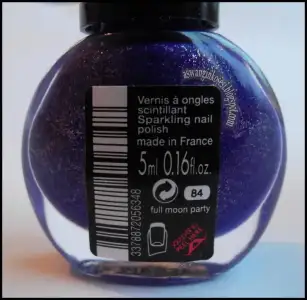 Vernis à ongles
scintillant
Sparkling nail
polish
made in France
5ml 0.16fl.oz.
84
full moon party
3378872056348